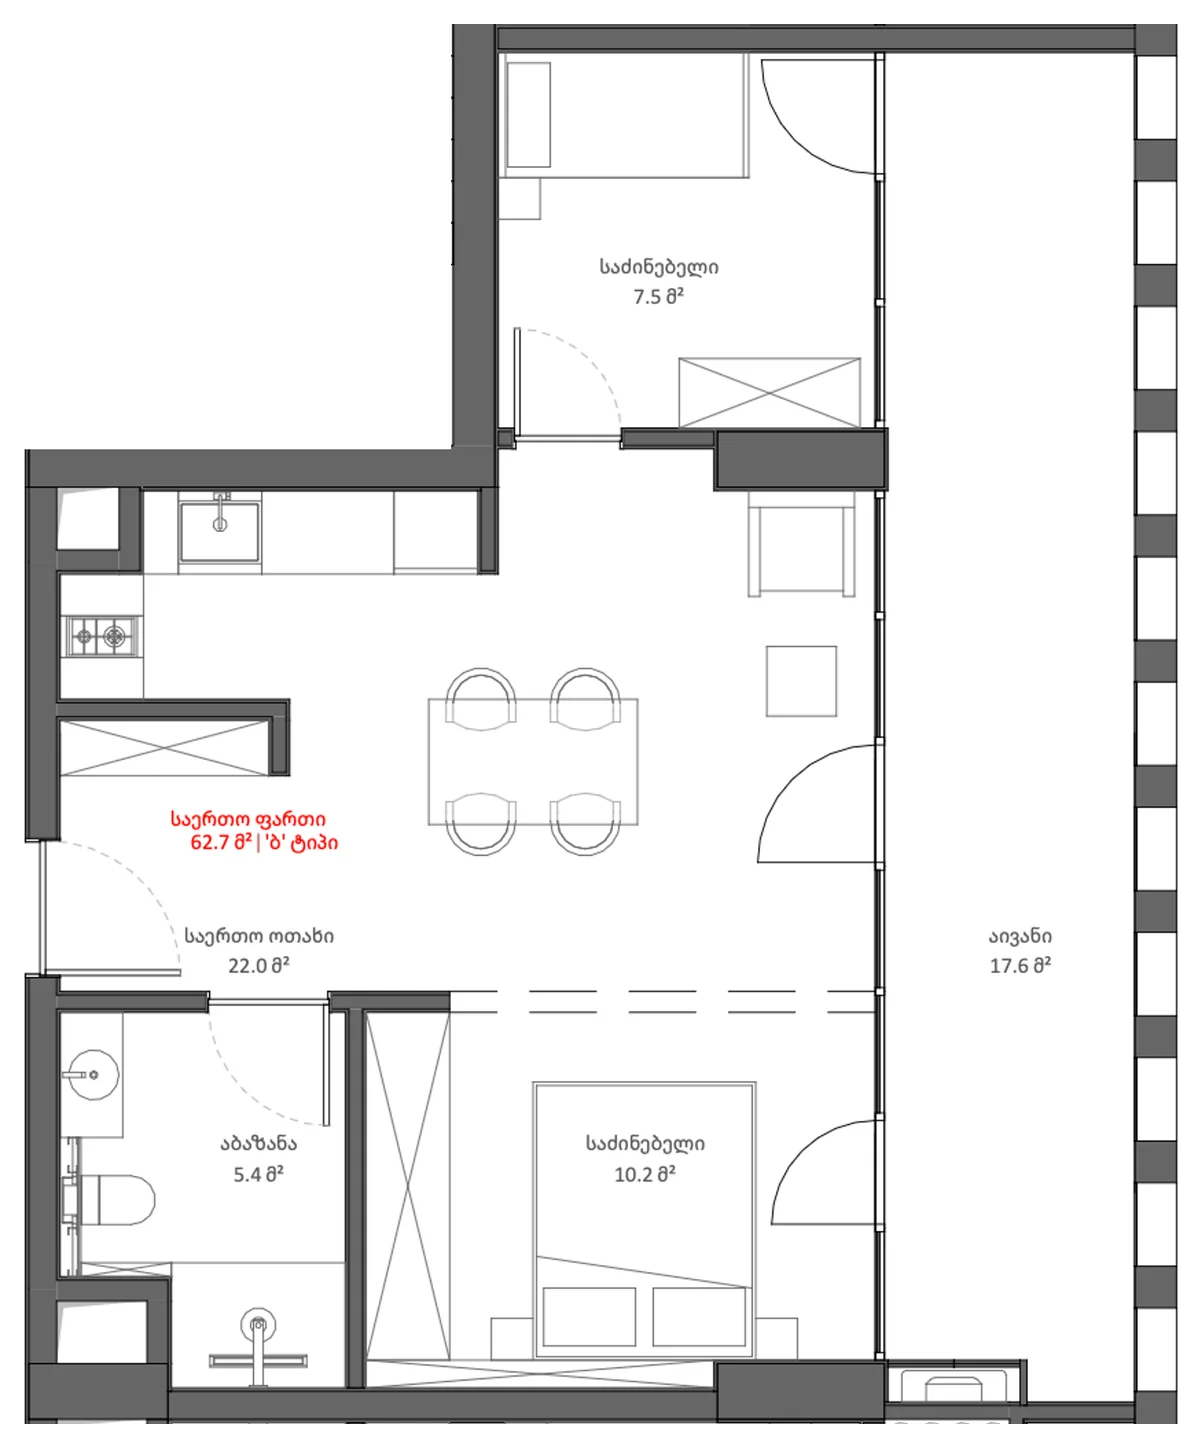 საძინებელი
7.5 მ²
საერთო ფართი
62.7 მ² | 'ბ' ტიპი
საერთო ოთახი
22.0 მ²
აივანი
17.6 მ²
აბაზანა
5.4 მ²
საძინებელი
10.2 მ²